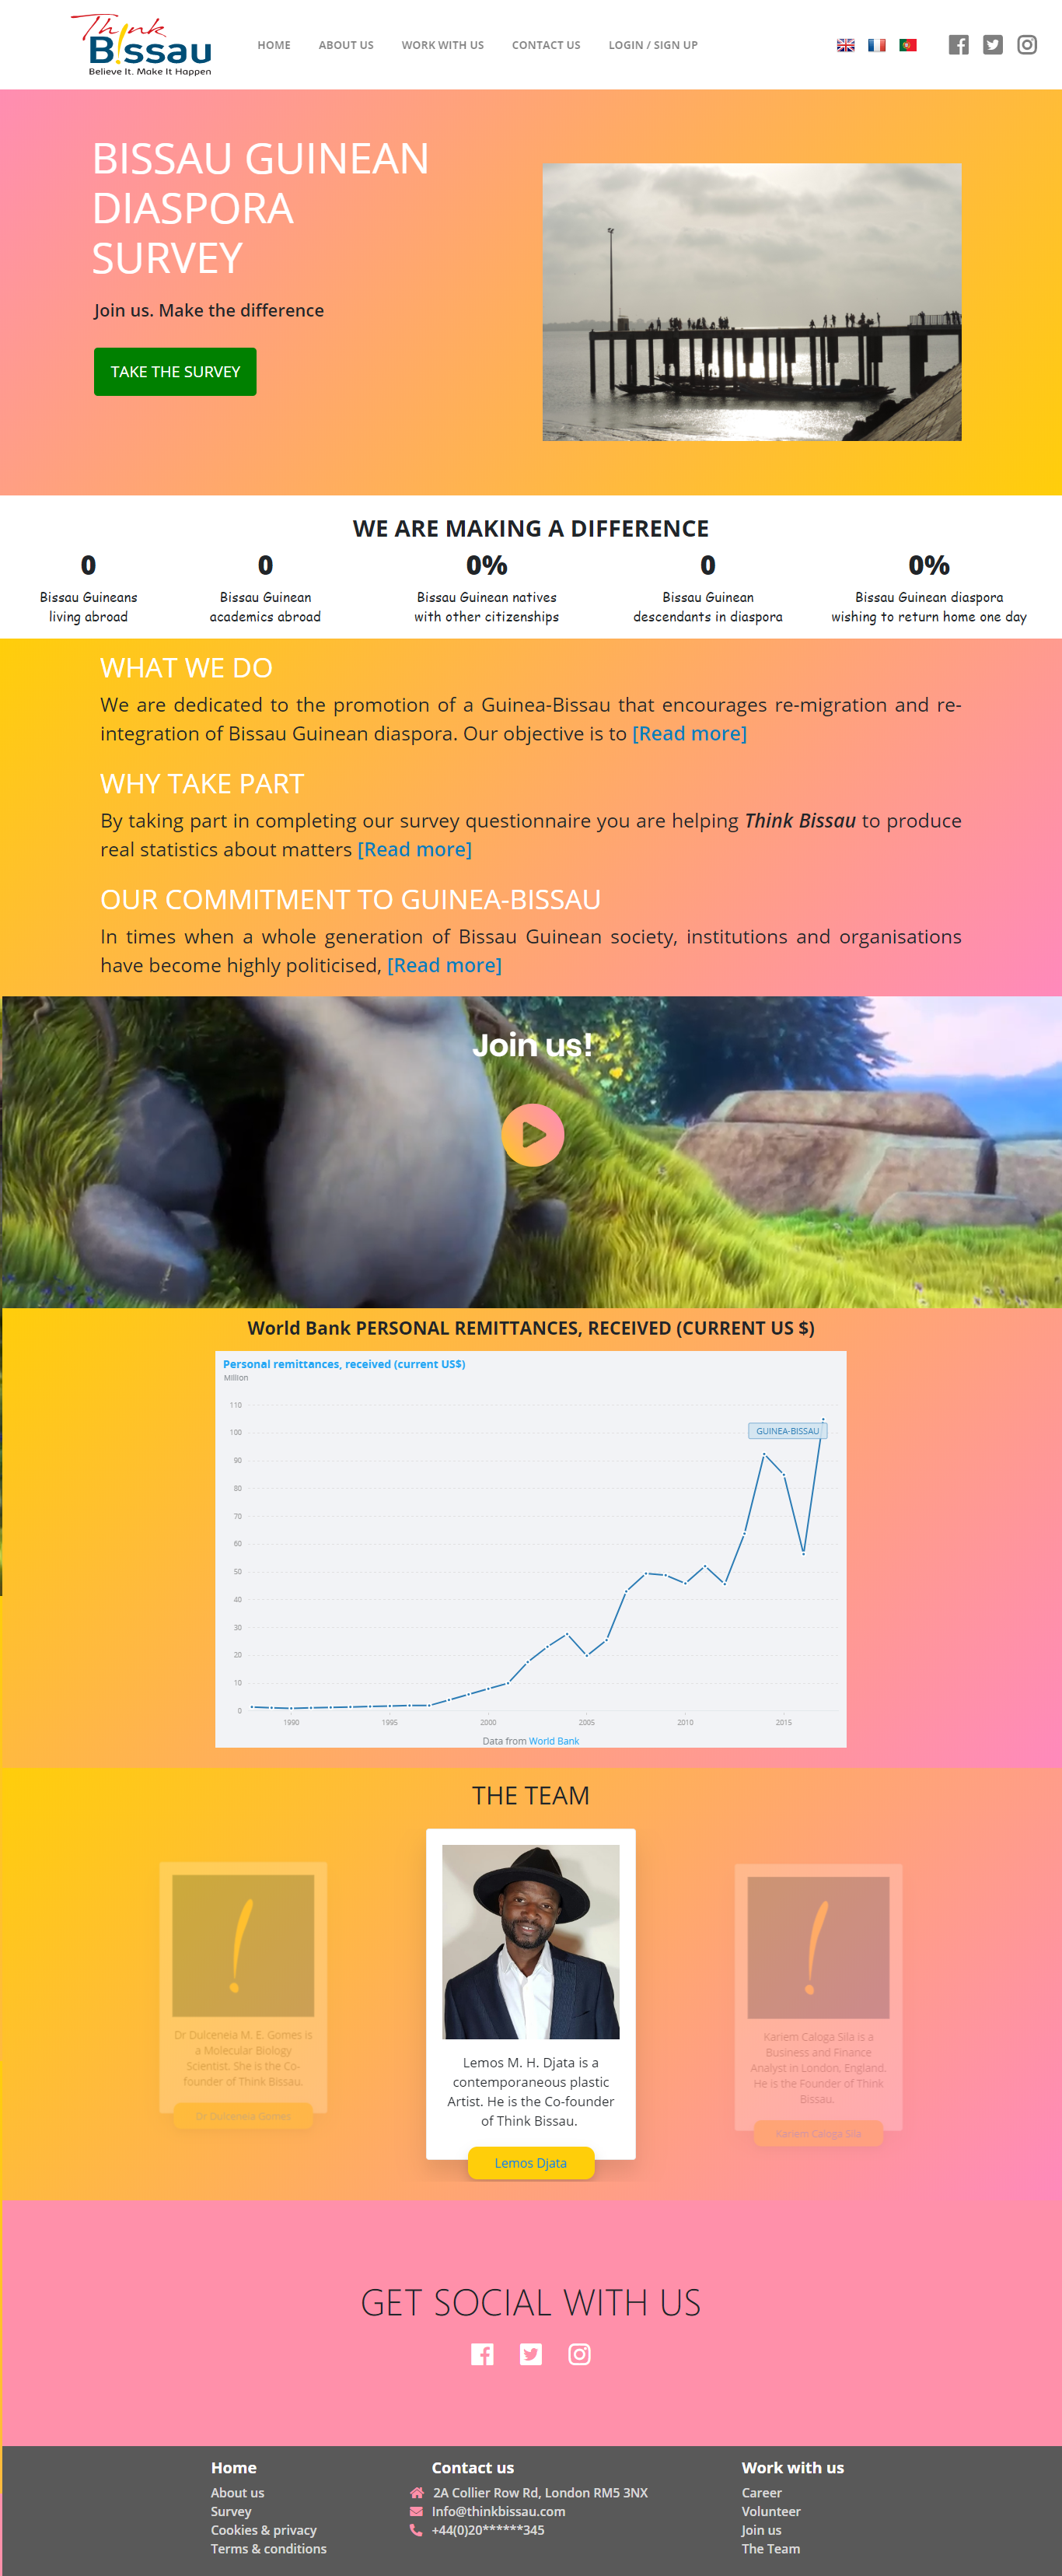 Think
Bissau
Believe It. Make It Happen
HOME ABOUT US WORK WITH US CONTACT US LOGIN / SIGN UP
BISSAU GUINEAN
DIASPORA
SURVEY
Join us. Make the difference
TAKE THE SURVEY
WE ARE MAKING A DIFFERENCE
0
Bissau Guineans
living abroad
0
Bissau Guinean
academics abroad
0%
Bissau Guinean natives
with other citizenships
0
Bissau Guinean
descendants in diaspora
0%
Bissau Guinean diaspora
wishing to return home one day
WHAT WE DO
We are dedicated to the promotion of a Guinea-Bissau that encourages re-migration and re-
integration of Bissau Guinean diaspora. Our objective is to [Read more]
WHY TAKE PART
By taking part in completing our survey questionnaire you are helping Think Bissau to produce
real statistics about matters [Read more]
OUR COMMITMENT TO GUINEA-BISSAU
In times when a whole generation of Bissau Guinean society, institutions and organisations
have become highly politicised, [Read more]
Join us!
World Bank PERSONAL REMITTANCES, RECEIVED (CURRENT US $)
Personal remittances, received (current US$)
Million
110
100
GUINEA-BISSAU
90
80
70
60
50
40
30
20
10
0
1990 1995 2000 2005 2010 2015
Data from World Bank
THE TEAM
Dr Dulceneia M. E. Gomes is
a Molecular Biology
Scientist. She is the Co-
founder of Think Bissau.
Dr Dulceneia Gomes
Lemos M. H. Djata is a
contemporaneous plastic
Artist. He is the Co-founder
of Think Bissau.
Lemos Djata
Kariem Caloga Sila is a
Business and Finance
Analyst in London, England.
He is the Founder of Think
Bissau.
Kariem Caloga Sila
GET SOCIAL WITH US
Home
About us
Survey
Cookies & privacy
Terms & conditions
Contact us
2A Collier Row Rd, London RM5 3NX
Info@thinkbissau.com
+44(0)20******345
Work with us
Career
Volunteer
Join us
The Team